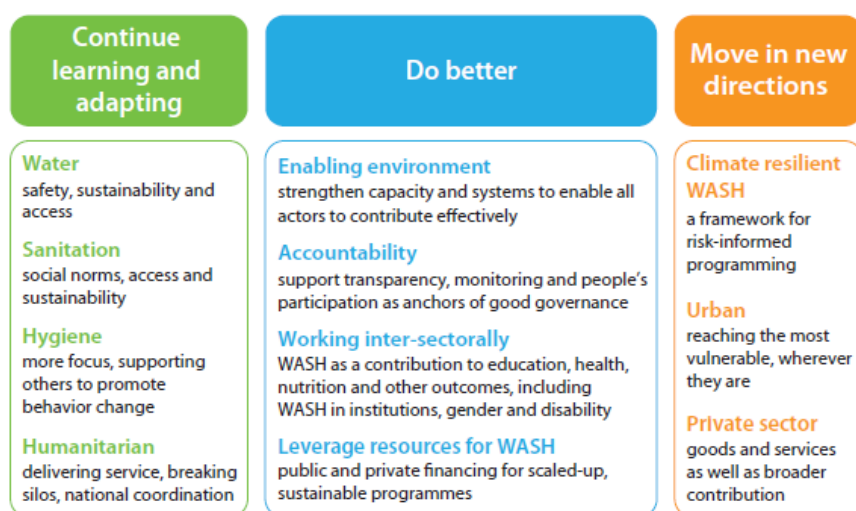 Continue
learning and
adapting
Water
safety, sustainability and
access
Sanitation
social norms, access and
sustainability
Hygiene
more focus, supporting
others to promote
behavior change
Humanitarian
delivering service, breaking
silos, national coordination
Do better
Enabling environment
strengthen capacity and systems to enable all
actors to contribute effectively
Accountability
support transparency, monitoring and people's
participation as anchors of good governance
Working inter-sectorally
WASH as a contribution to education, health,
nutrition and other outcomes, including
WASH in institutions, gender and disability
Leverage resources for WASH
public and private financing for scaled-up,
sustainable programmes
Move in new
directions
Climate resilient
WASH
a framework for
risk-informed
programming
Urban
reaching the most
vulnerable, wherever
they are
Private sector
goods and services
as well as broader
contribution